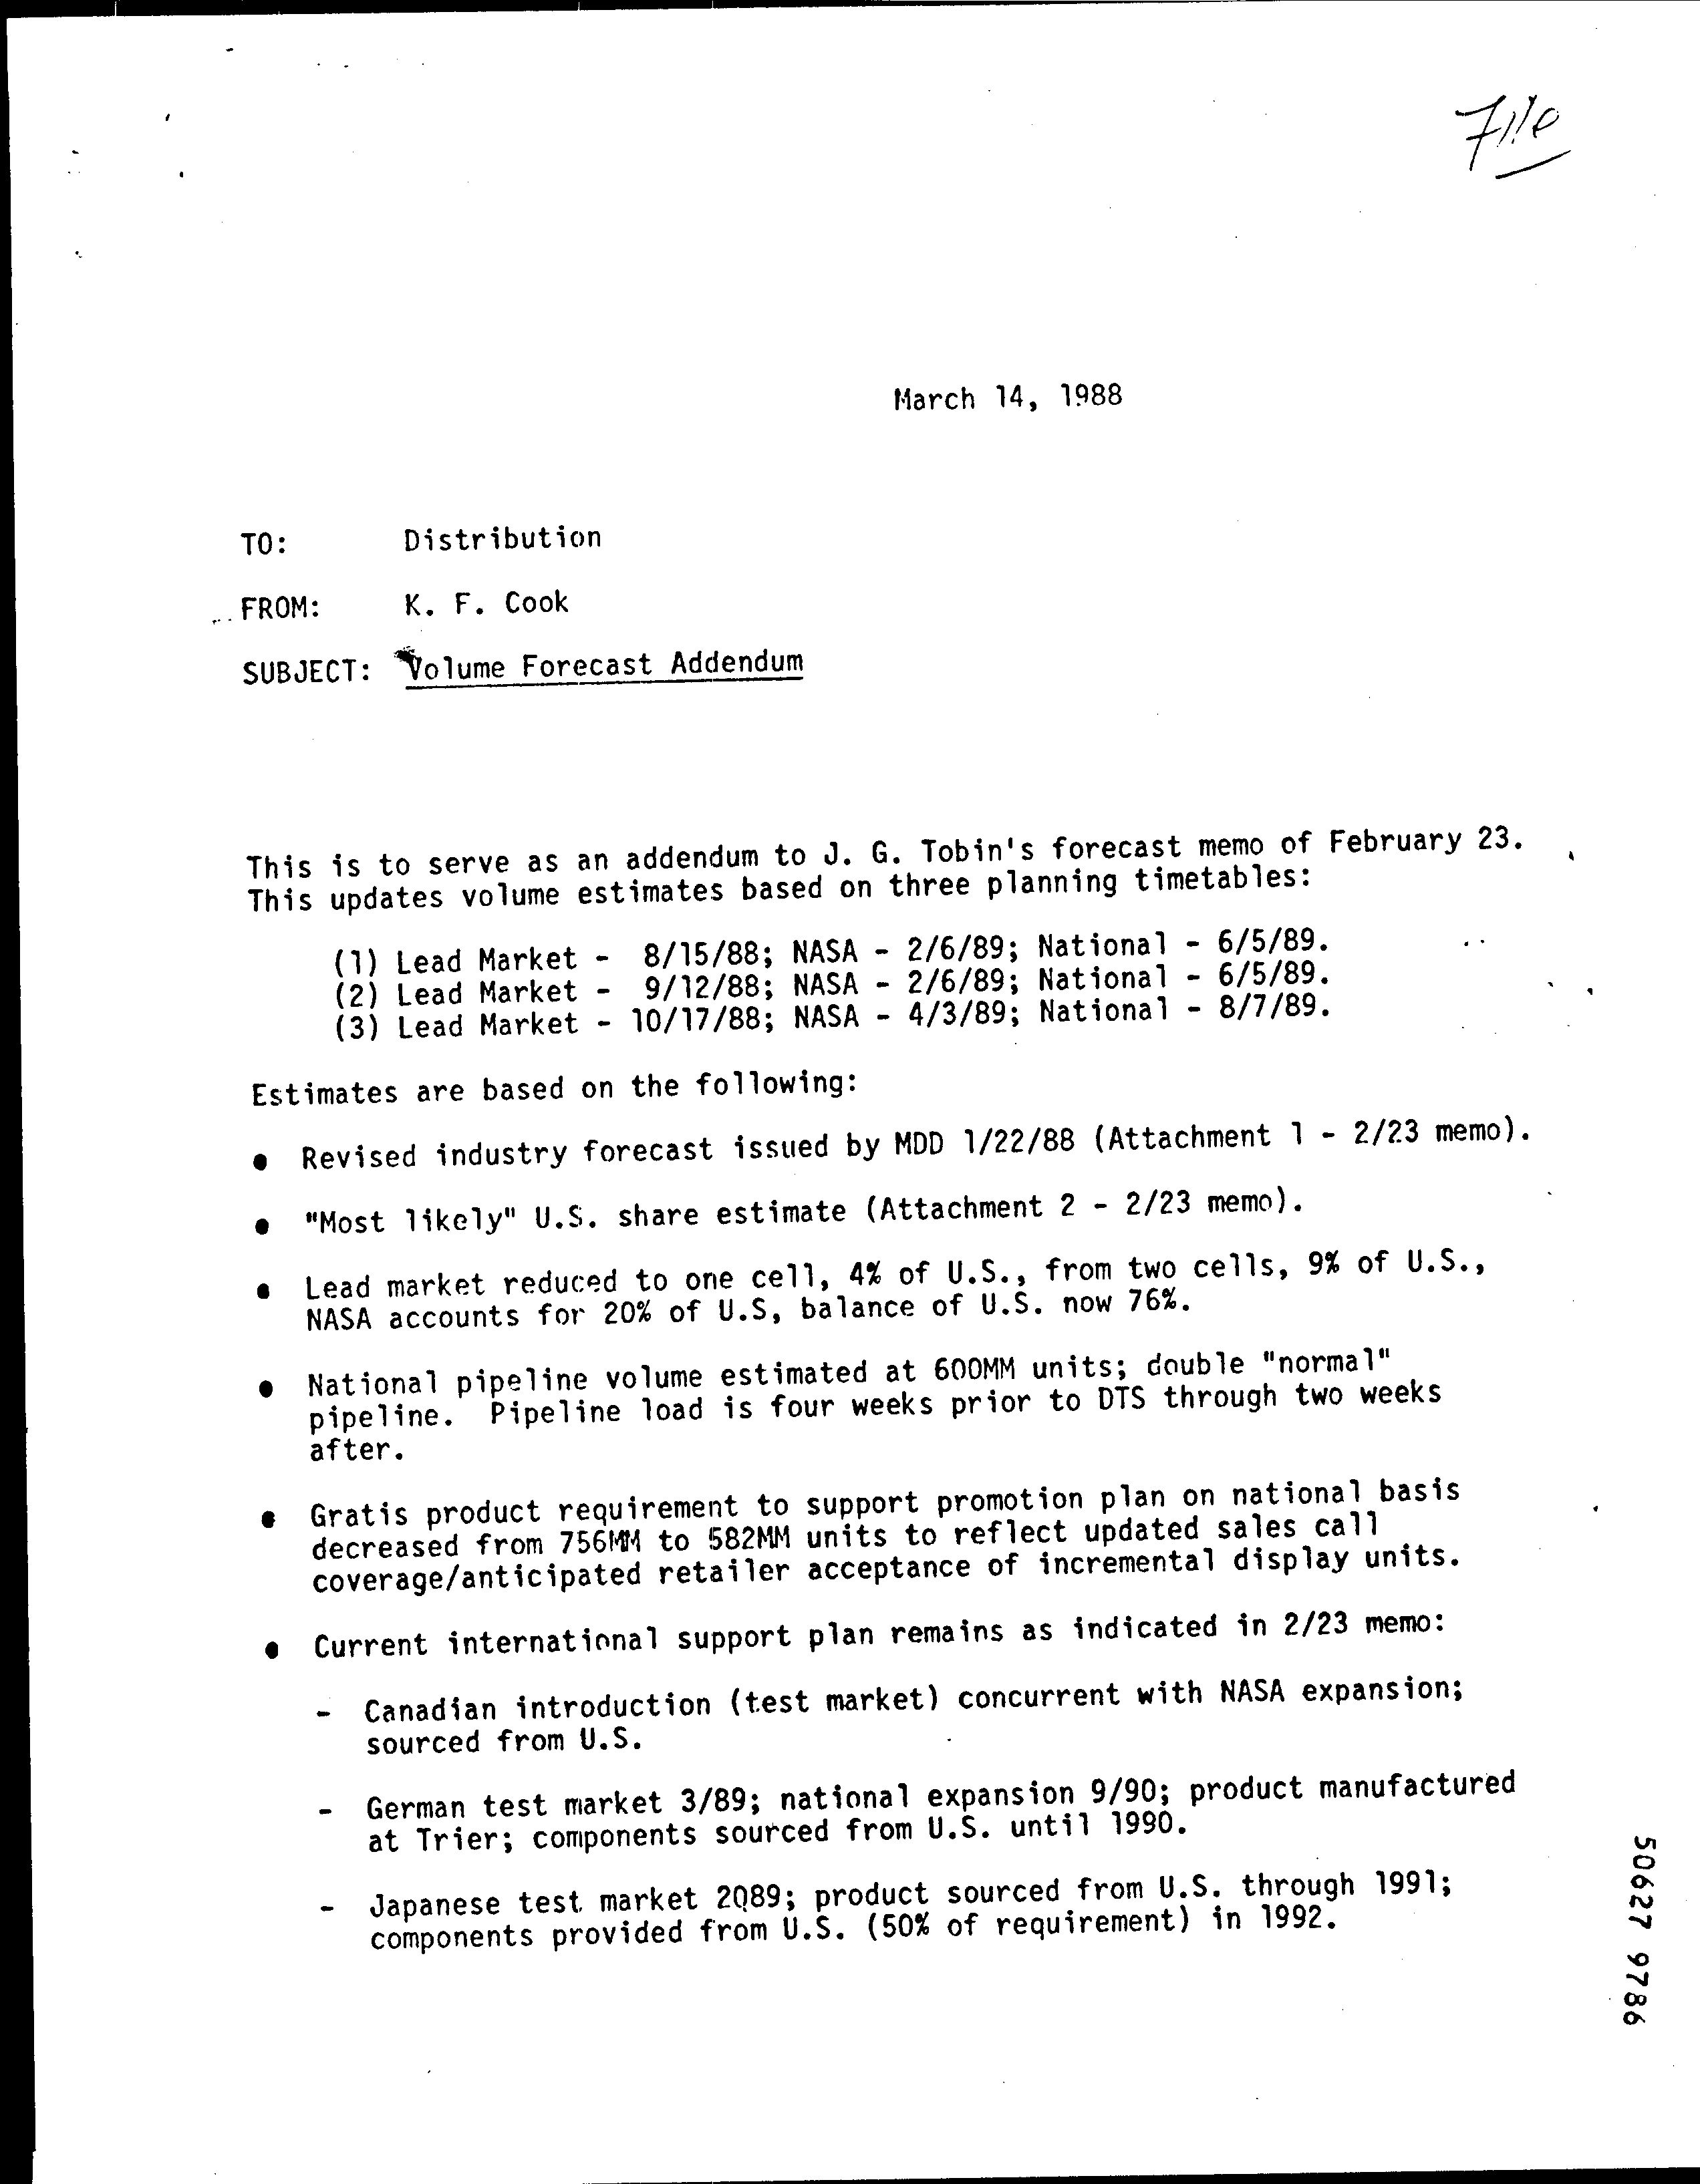 File
March 14, 1988
TO: Distribution
FROM: K. F. Cook
SUBJECT: Volume Forecast Addendum
This is to serve as an addendum to J. G. Tobin's forecast memo of February 23.
This updates volume estimates based on three planning timetables:
(1) Lead Market - 8/15/88; NASA - 2/6/89; National - 6/5/89.
(2) Lead Market - 9/12/88; NASA - 2/6/89; National - 6/5/89.
(3) Lead Market - 10/17/88; NASA - 4/3/89; National - 8/7/89.
Estimates are based on the following:
● Revised industry forecast issued by MDD 1/22/88 (Attachment 1 - 2/23 memo).
● "Most likely" U.S. share estimate (Attachment 2 - 2/23 memo).
● Lead market reduced to one cell, 4% of U.S., from two cells, 9% of U.S.,
NASA accounts for 20% of U.S, balance of U.S. now 76%.
● National pipeline volume estimated at 600MM units; double "normal"
pipeline. Pipeline load is four weeks prior to DTS through two weeks
after.
● Gratis product requirement to support promotion plan on national basis
decreased from 756MM to 582MM units to reflect updated sales call
coverage/anticipated retailer acceptance of incremental display units.
● Current international support plan remains as indicated in 2/23 memo:
- Canadian introduction (test market) concurrent with NASA expansion;
sourced from U.S.
- German test market 3/89; national expansion 9/90; product manufactured
at Trier; components sourced from U.S. until 1990.
- Japanese test market 2Q89; product sourced from U.S. through 1991;
components provided from U.S. (50% of requirement) in 1992.
50627 9786